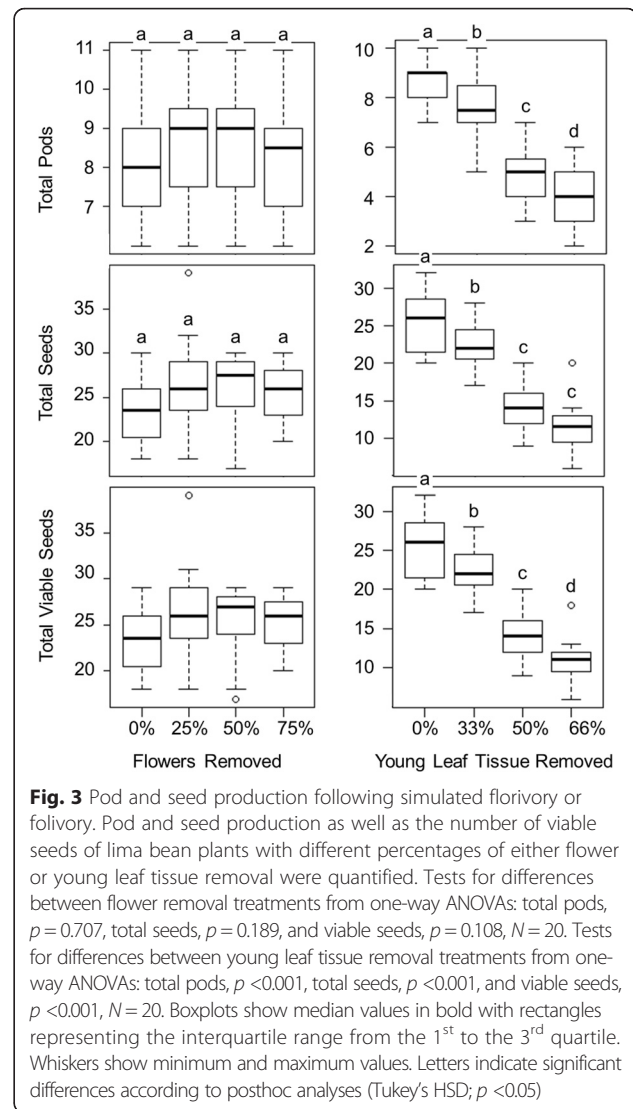 a a a a
11
10
9
8
7
Total Pods
a b c d
10
8
6
4
2
a a a a
35
30
25
20
Total Seeds
a b c c
30
25
20
15
10
35
30
25
20
Total Viable Seeds
a b c d
30
25
20
15
10
0% 25% 50% 75%
Flowers Removed
0% 33% 50% 66%
Young Leaf Tissue Removed
Fig. 3 Pod and seed production following simulated florivory or
folivory. Pod and seed production as well as the number of viable
seeds of lima bean plants with different percentages of either flower
or young leaf tissue removal were quantified. Tests for differences
between flower removal treatments from one-way ANOVAs: total pods,
p = 0.707, total seeds, p = 0.189, and viable seeds, p = 0.108, N = 20. Tests
for differences between young leaf tissue removal treatments from one-
way ANOVAs: total pods, p <0.001, total seeds, p <0.001, and viable seeds,
p <0.001, N = 20. Boxplots show median values in bold with rectangles
representing the interquartile range from the 1st to the 3rd quartile.
Whiskers show minimum and maximum values. Letters indicate significant
differences according to posthoc analyses (Tukey's HSD; p <0.05)